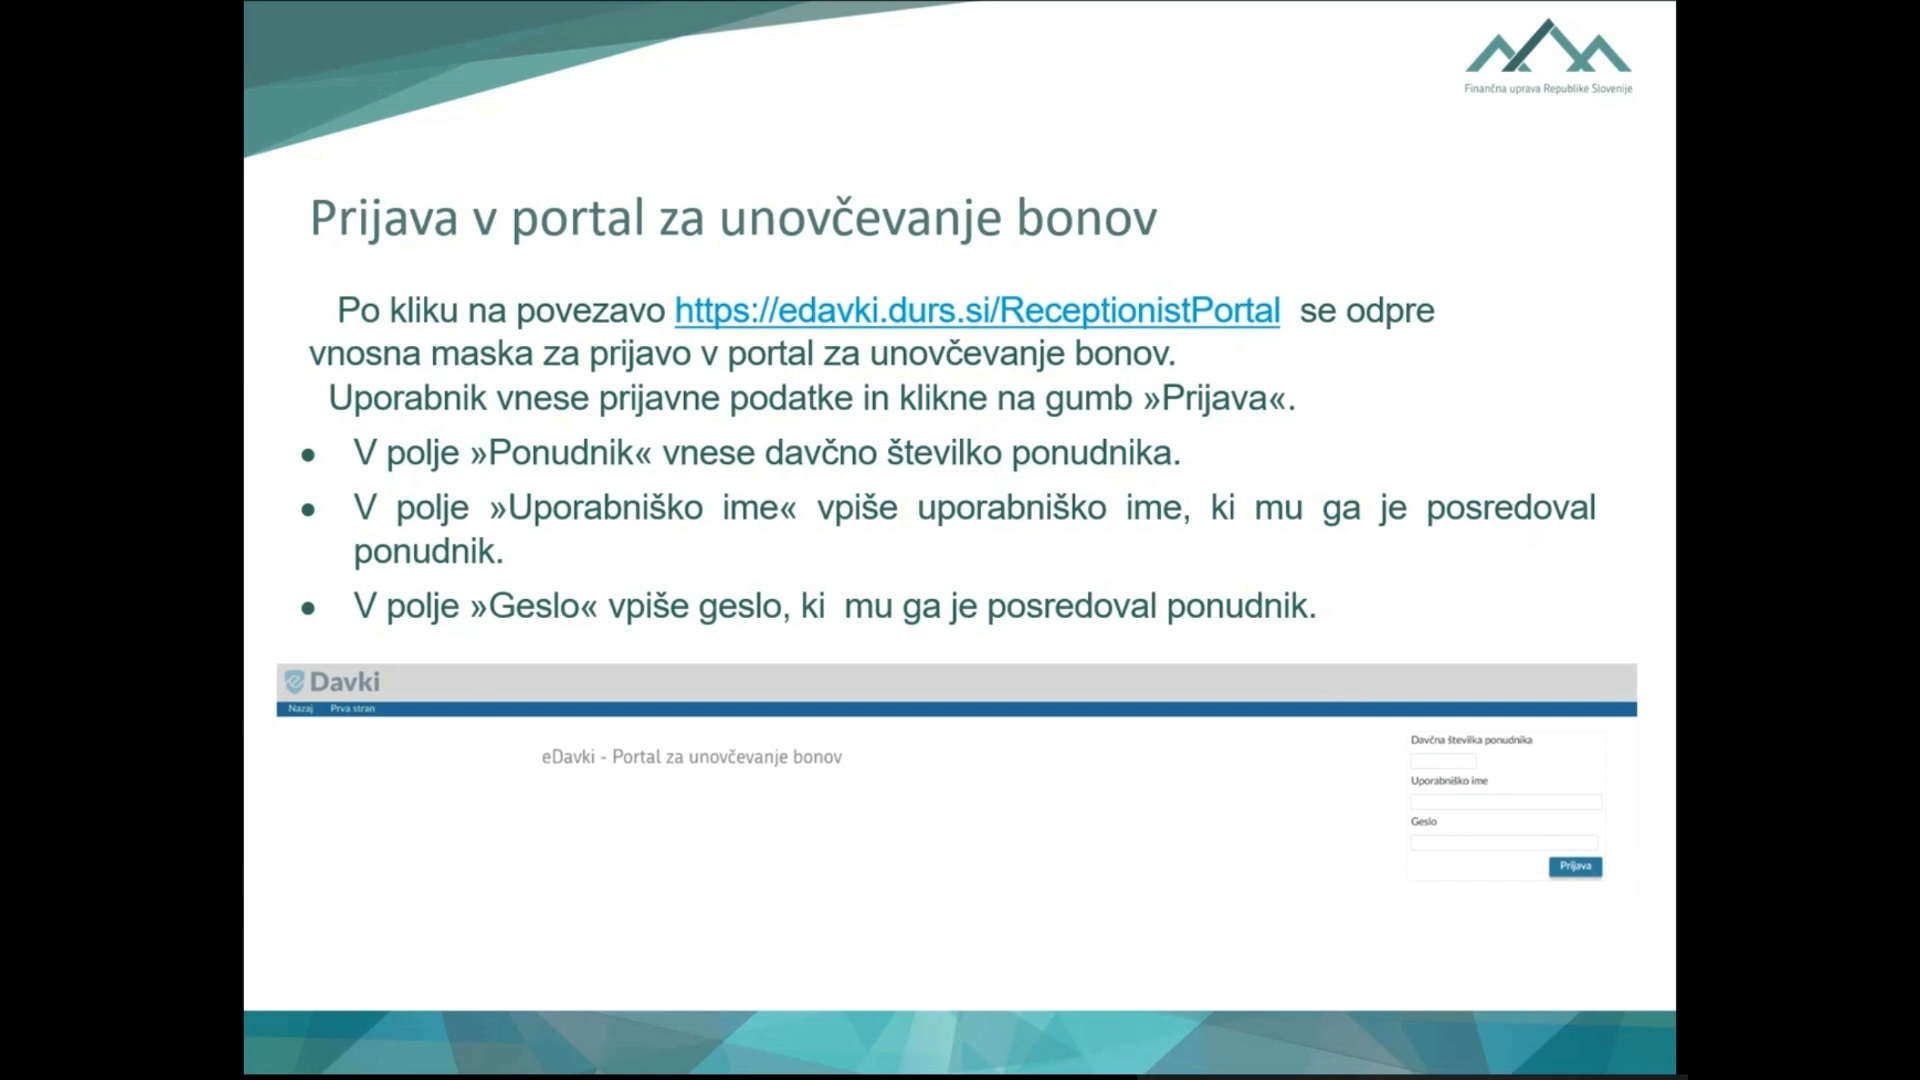 Finančna uprava Republike Slovenije
Prijava v portal za unovčevanje bonov
Po kliku na povezavo https://edavki.durs.si/ReceptionistPortal se odpre
vnosna maska za prijavo v portal za unovčevanje bonov.
Uporabnik vnese prijavne podatke in klikne na gumb »Prijava«.
• V polje »Ponudnik« vnese davčno številko ponudnika.
• V polje »Uporabniško ime« vpiše uporabniško ime, ki mu ga je posredoval
ponudnik.
• V polje »Geslo« vpiše geslo, ki mu ga je posredoval ponudnik.
eDavki
Nazaj Prva stran
eDavki - Portal za unovčevanje bonov
Davčna številka ponudnika
Uporabniško ime
Geslo
Prijava